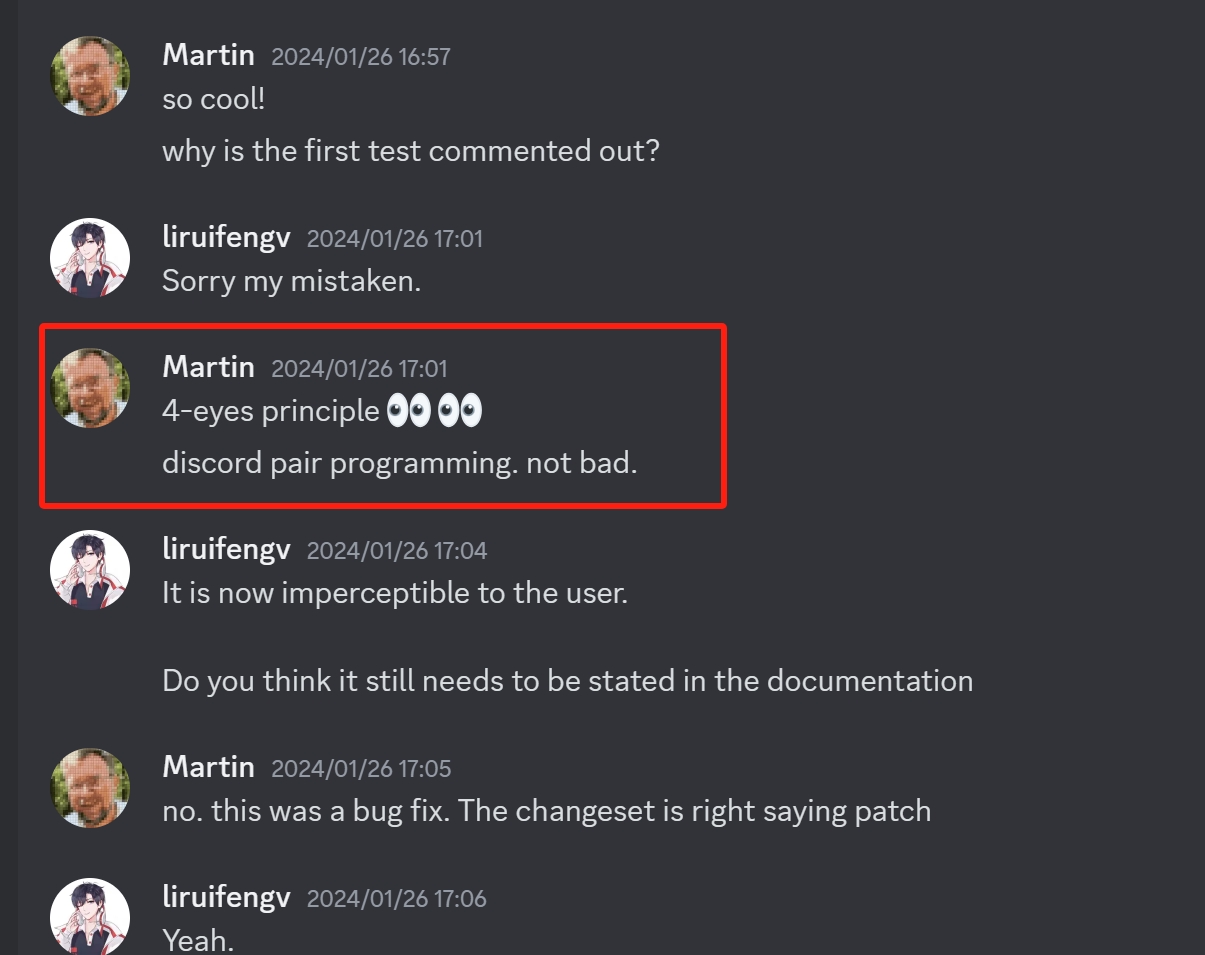 Martin 2024/01/26 16:57
so cool!
why is the first test commented out?
liruifengv 2024/01/26 17:01
Sorry my mistaken.
Martin 2024/01/26 17:01
4-eyes principle 👀 👀
discord pair programming. not bad.
liruifengv 2024/01/26 17:04
It is now imperceptible to the user.
Do you think it still needs to be stated in the documentation
Martin 2024/01/26 17:05
no. this was a bug fix. The changeset is right saying patch
liruifengv 2024/01/26 17:06
Yeah.